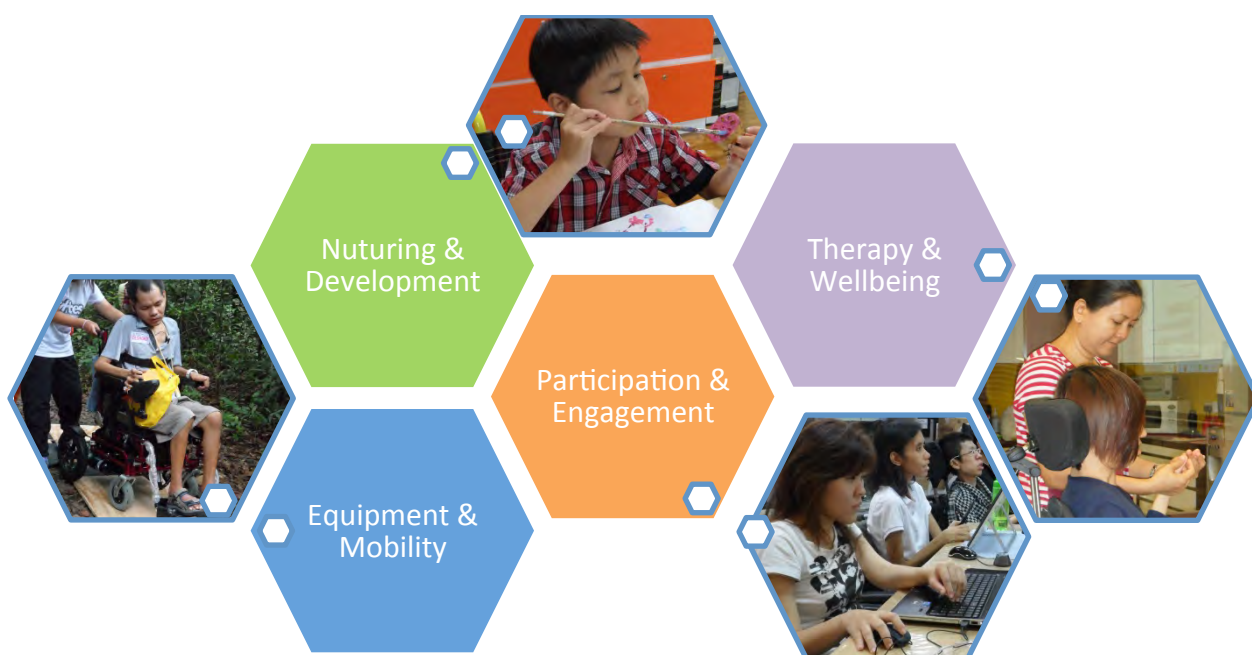 Nuturing &
Development
Therapy &
Wellbeing
Participation &
Engagement
Equipment &
Mobility